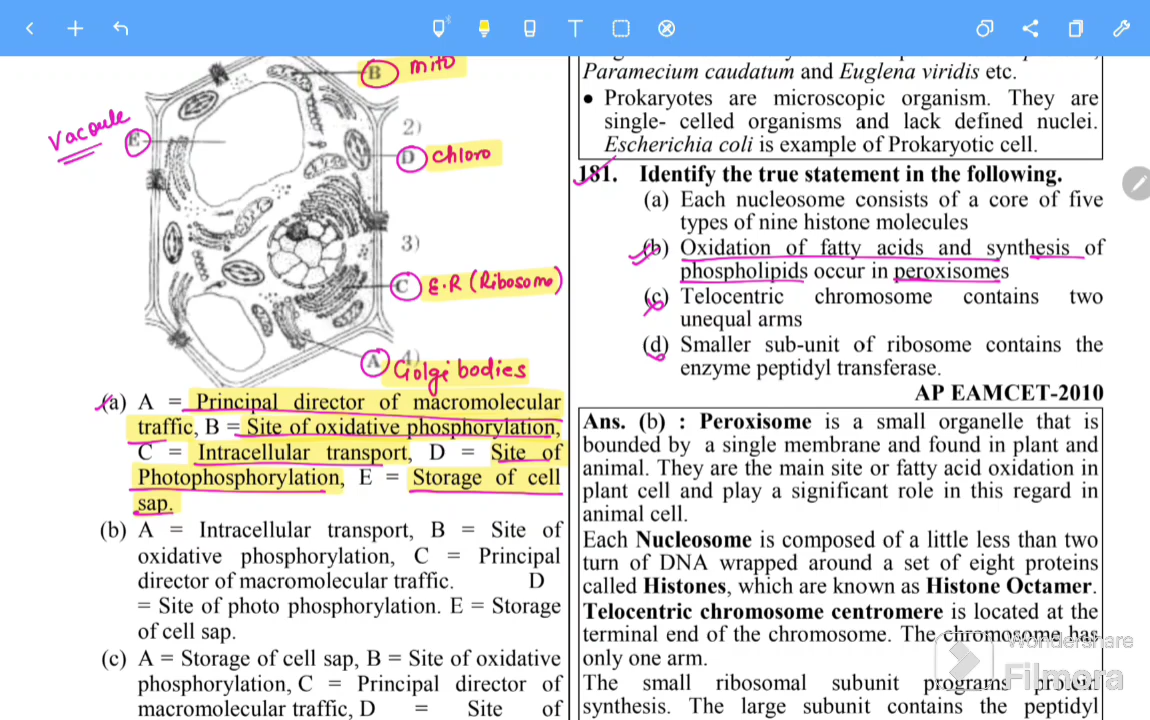 B mito
2)
Vacoule
E
D chloro
3)
C E.R (Ribosome)
A 4)
Golgi bodies
(a) A = Principal director of macromolecular
traffic, B = Site of oxidative phosphorylation,
C = Intracellular transport, D = Site of
Photophosphorylation, E = Storage of cell
sap.
(b) A = Intracellular transport, B = Site of
oxidative phosphorylation, C = Principal
director of macromolecular traffic. D
= Site of photo phosphorylation. E = Storage
of cell sap.
(c) A = Storage of cell sap, B = Site of oxidative
phosphorylation, C = Principal director of
macromolecular traffic, D = Site of
Paramecium caudatum and Euglena viridis etc.
• Prokaryotes are microscopic organism. They are
single- celled organisms and lack defined nuclei.
Escherichia coli is example of Prokaryotic cell.
181. Identify the true statement in the following.
(a) Each nucleosome consists of a core of five
types of nine histone molecules
(b) Oxidation of fatty acids and synthesis of
phospholipids occur in peroxisomes
(c) Telocentric chromosome contains two
unequal arms
(d) Smaller sub-unit of ribosome contains the
enzyme peptidyl transferase.
AP EAMCET-2010
Ans. (b) : Peroxisome is a small organelle that is
bounded by a single membrane and found in plant and
animal. They are the main site or fatty acid oxidation in
plant cell and play a significant role in this regard in
animal cell.
Each Nucleosome is composed of a little less than two
turn of DNA wrapped around a set of eight proteins
called Histones, which are known as Histone Octamer.
Telocentric chromosome centromere is located at the
terminal end of the chromosome. The chromosome has
only one arm.
The small ribosomal subunit programs protein
synthesis. The large subunit contains the peptidyl
Wondershare
Filmora